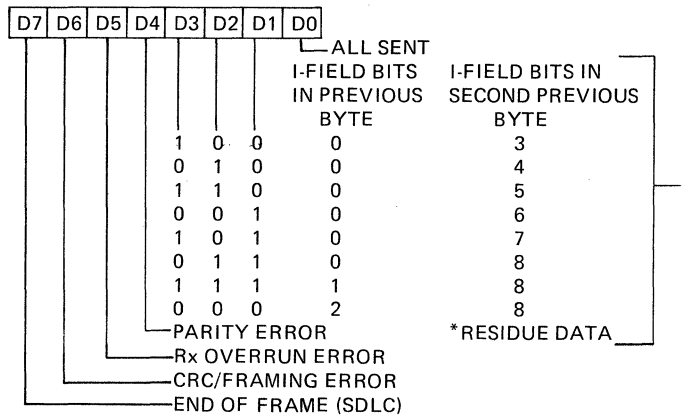 D7 D6 D5 D4 D3 D2 D1 D0
ALL SENT
I-FIELD BITS IN PREVIOUS BYTE
I-FIELD BITS IN SECOND PREVIOUS BYTE
1 0 0 0 3
0 1 0 0 4
1 1 0 0 5
0 0 1 0 6
1 0 1 0 7
0 1 1 0 8
1 1 1 1 8
0 0 0 2 8
PARITY ERROR
*RESIDUE DATA
Rx OVERRUN ERROR
CRC/FRAMING ERROR
END OF FRAME (SDLC)